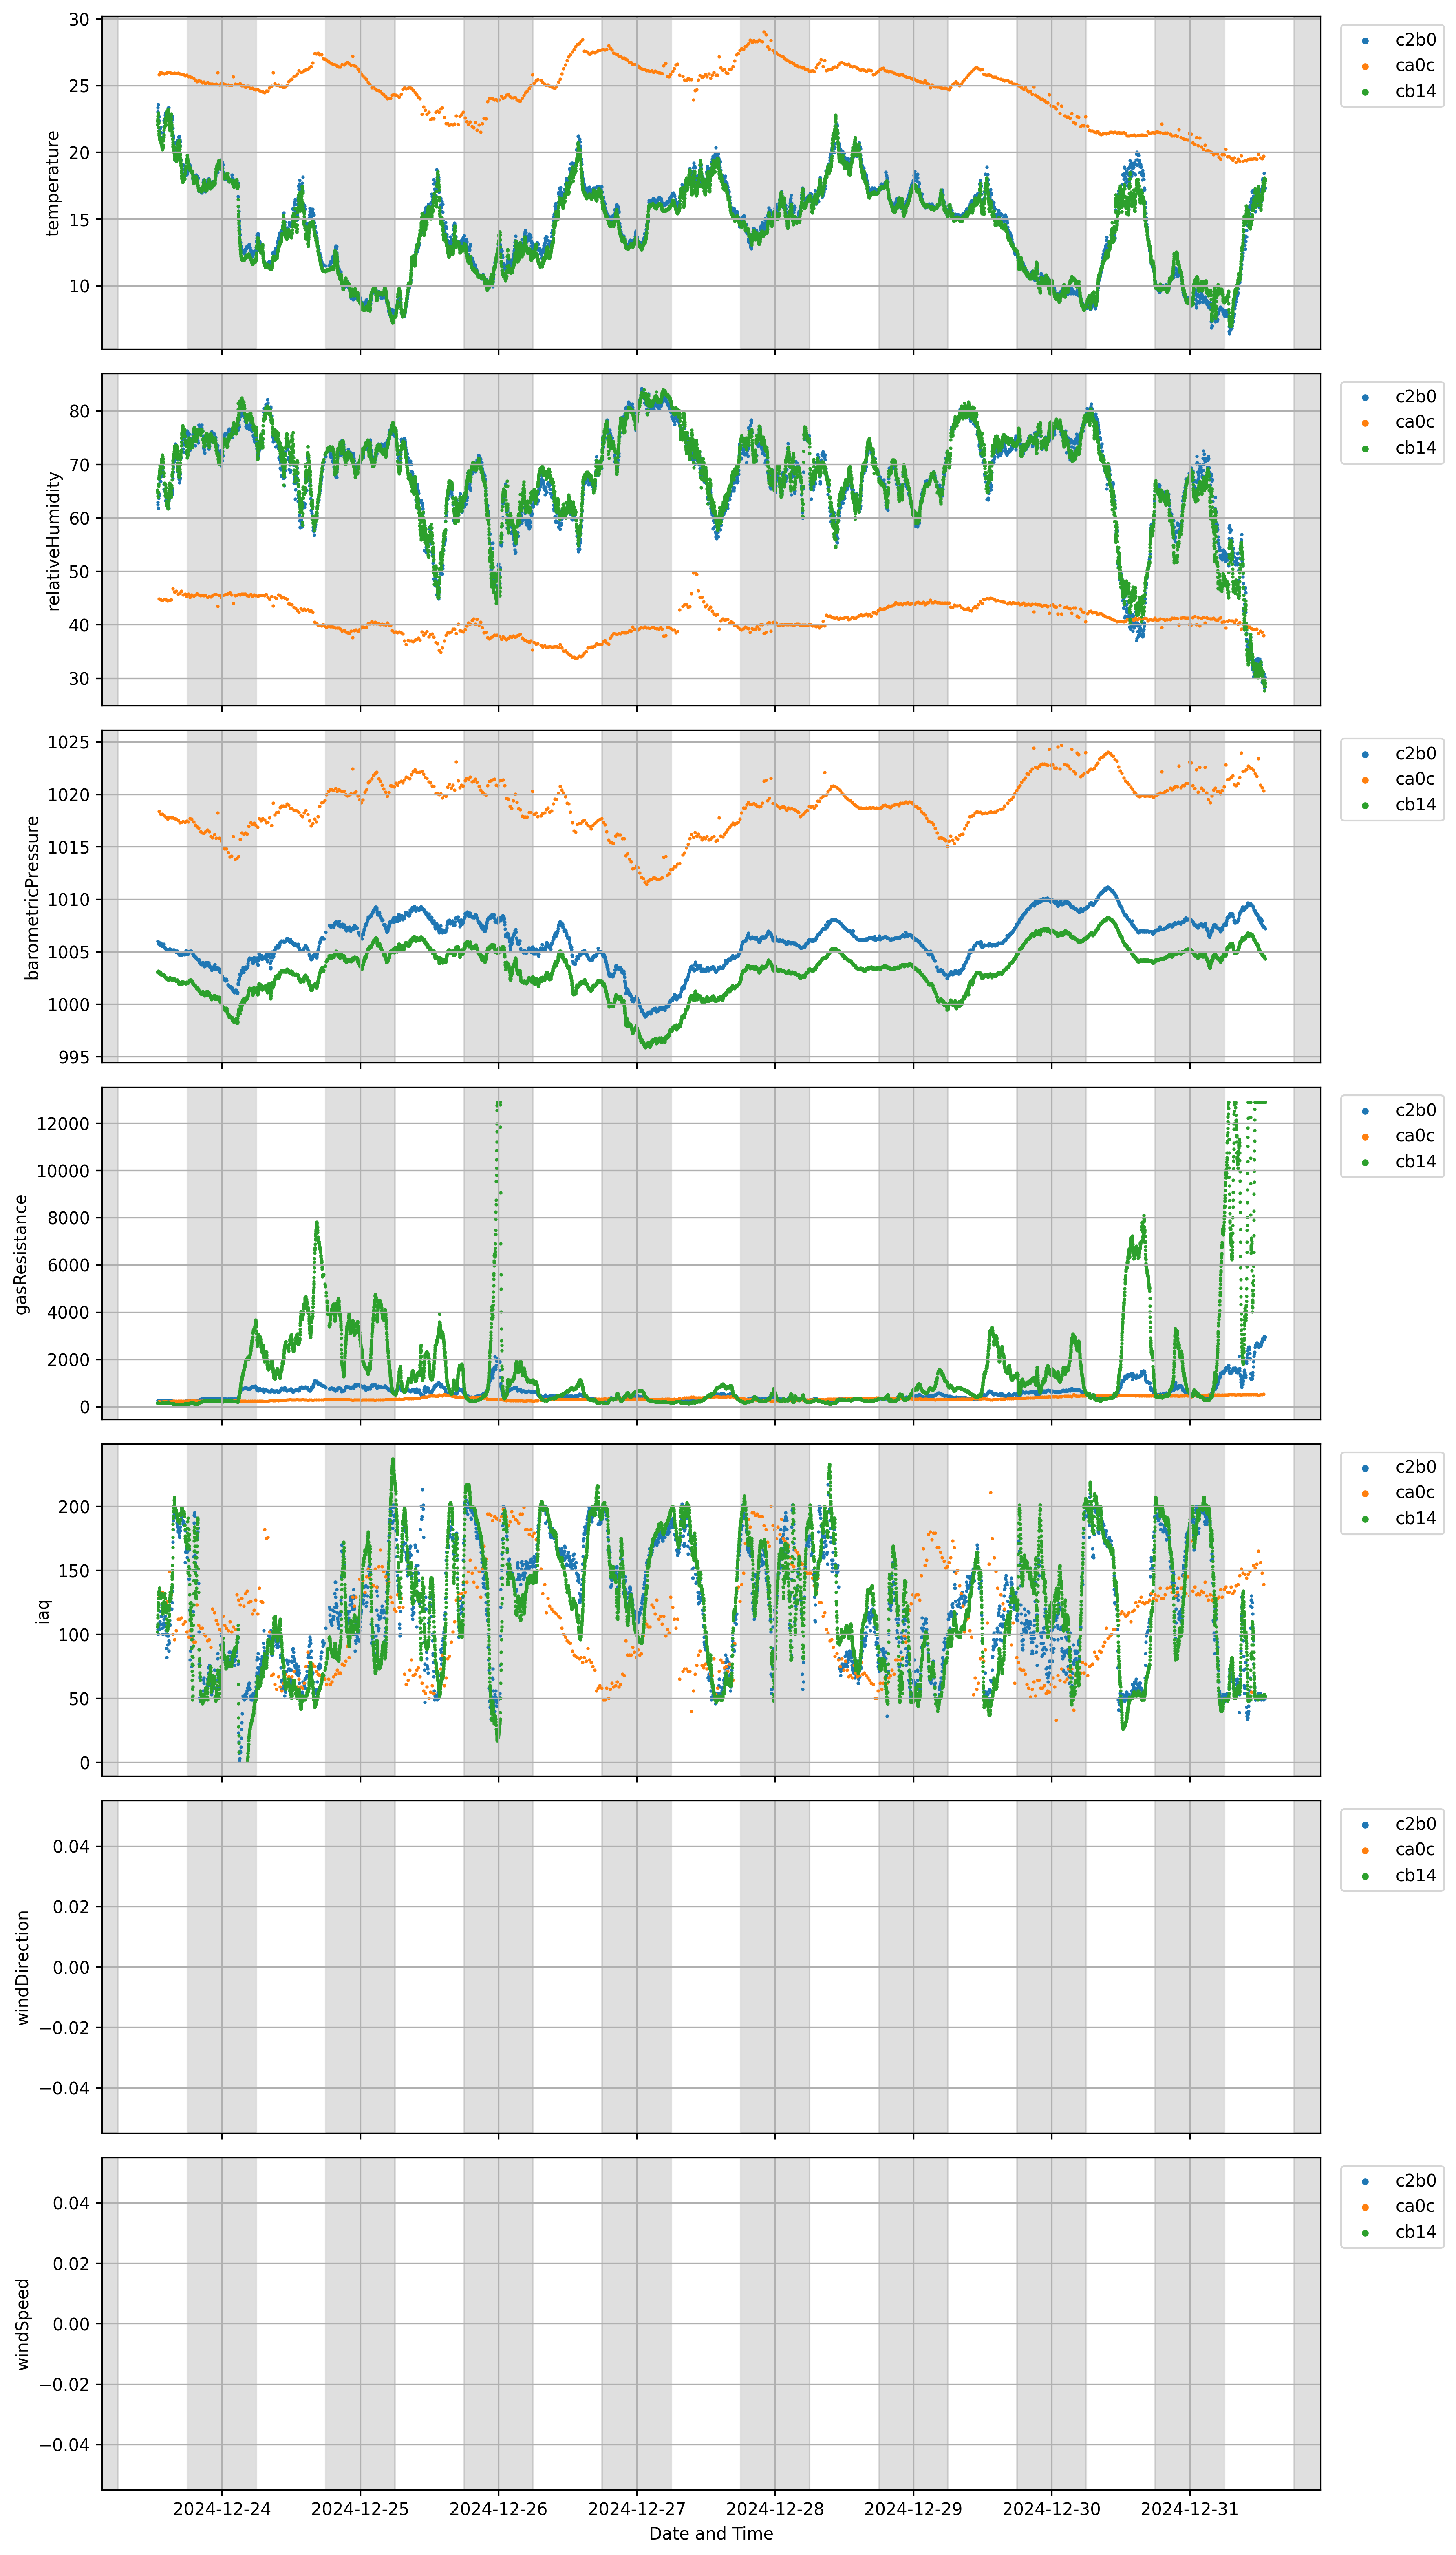 30
25
20
15
10
temperature
c2b0
ca0c
cb14
80
70
60
50
40
30
relativeHumidity
c2b0
ca0c
cb14
1025
1020
1015
1010
1005
1000
995
barometricPressure
c2b0
ca0c
cb14
12000
10000
8000
6000
4000
2000
0
gasResistance
c2b0
ca0c
cb14
200
150
100
50
0
iaq
c2b0
ca0c
cb14
0.04
0.02
0.00
−0.02
−0.04
windDirection
c2b0
ca0c
cb14
0.04
0.02
0.00
−0.02
−0.04
windSpeed
c2b0
ca0c
cb14
2024-12-24 2024-12-25 2024-12-26 2024-12-27 2024-12-28 2024-12-29 2024-12-30 2024-12-31
Date and Time